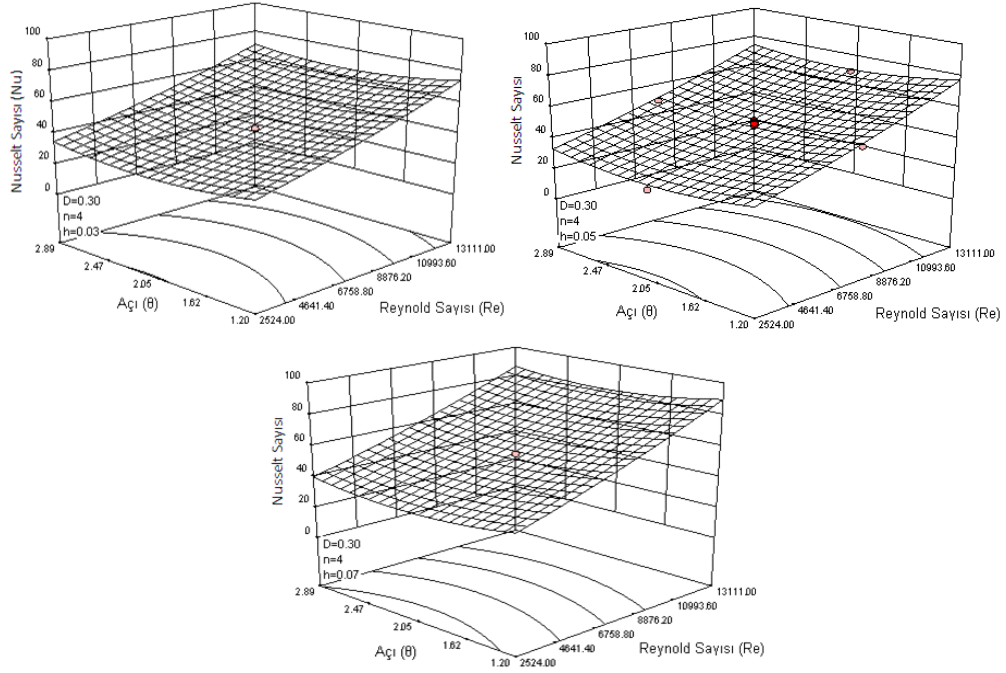 100
80
60
40
20
0
Nusselt Sayısı (Nu)
D=0.30
n=4
h=0.03
2.89
2.47
2.05
1.62
1.20
Açı (θ)
2524.00
4641.40
6758.80
8876.20
10993.60
13111.00
Reynold Sayısı (Re)
100
80
60
40
20
0
Nusselt Sayısı
D=0.30
n=4
h=0.05
2.89
2.47
2.05
1.62
1.20
Açı (θ)
2524.00
4641.40
6758.80
8876.20
10993.60
13111.00
Reynold Sayısı (Re)
100
80
60
40
20
0
Nusselt Sayısı
D=0.30
n=4
h=0.07
2.89
2.47
2.05
1.62
1.20
Açı (θ)
2524.00
4641.40
6758.80
8876.20
10993.60
13111.00
Reynold Sayısı (Re)